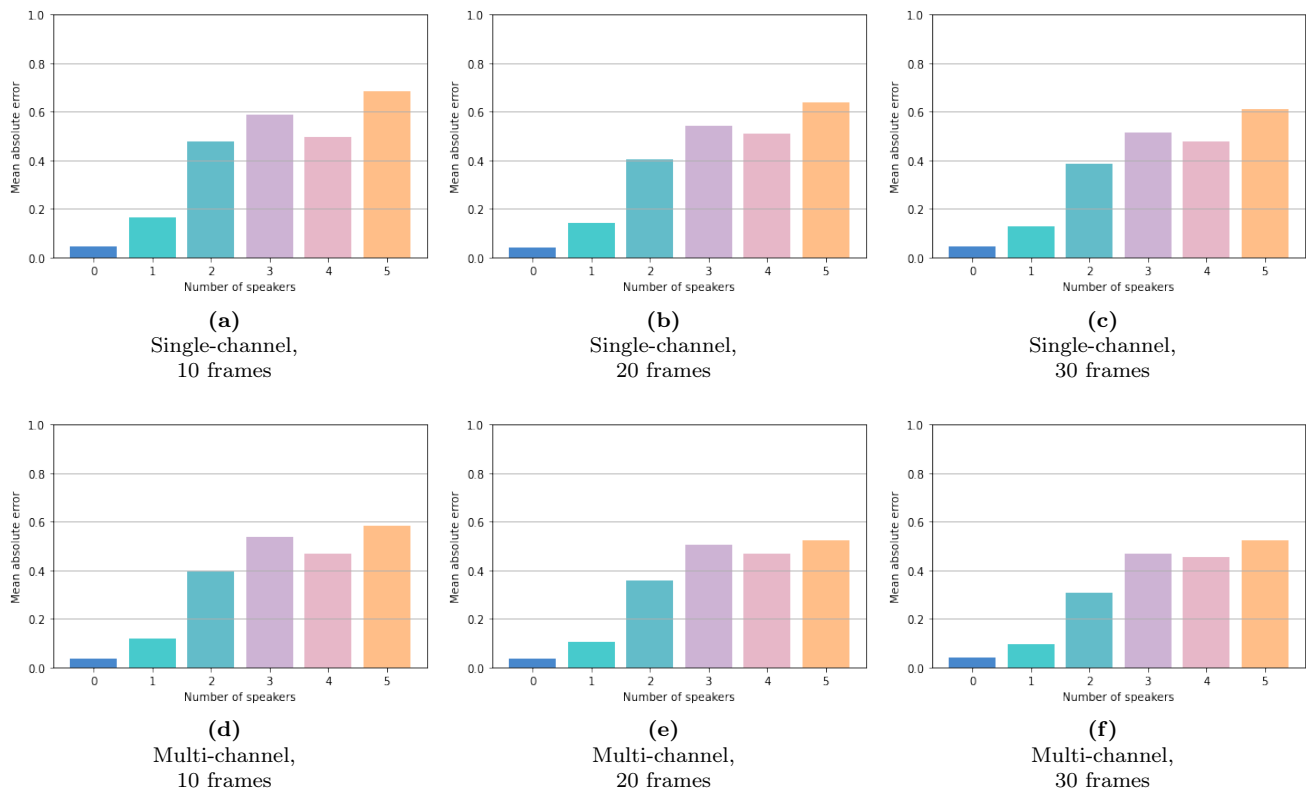 1.0
0.8
0.6
0.4
0.2
0.0
Mean absolute error
0 1 2 3 4 5
Number of speakers
(a)
Single-channel,
10 frames
1.0
0.8
0.6
0.4
0.2
0.0
Mean absolute error
0 1 2 3 4 5
Number of speakers
(b)
Single-channel,
20 frames
1.0
0.8
0.6
0.4
0.2
0.0
Mean absolute error
0 1 2 3 4 5
Number of speakers
(c)
Single-channel,
30 frames
1.0
0.8
0.6
0.4
0.2
0.0
Mean absolute error
0 1 2 3 4 5
Number of speakers
(d)
Multi-channel,
10 frames
1.0
0.8
0.6
0.4
0.2
0.0
Mean absolute error
0 1 2 3 4 5
Number of speakers
(e)
Multi-channel,
20 frames
1.0
0.8
0.6
0.4
0.2
0.0
Mean absolute error
0 1 2 3 4 5
Number of speakers
(f)
Multi-channel,
30 frames